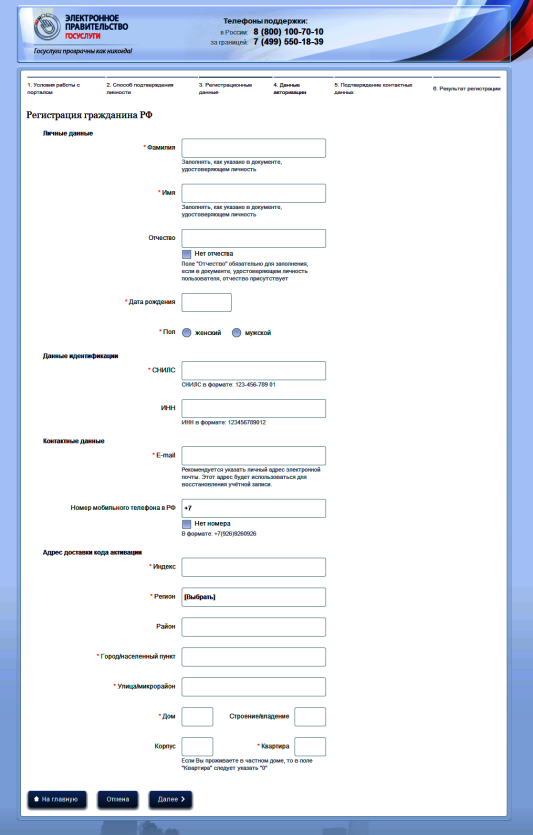 ЭЛЕКТРОННОЕ
ПРАВИТЕЛЬСТВО
ГОСУСЛУГИ
Госуслуги прозрачны как никогда!
Телефоны поддержки:
в России: 8 (800) 100-70-10
за границей: 7 (499) 550-18-39
1. Условия работы с
порталом
2. Способ подтверждения
личности
3. Регистрационные
данные
4. Данные
авторизации
5. Подтверждение контактных
данных
6. Результат регистрации
Регистрация гражданина РФ
Личные данные
* Фамилия
Заполнять, как указано в документе,
удостоверяющем личность
* Имя
Заполнять, как указано в документе,
удостоверяющем личность
Отчество
Нет отчества
Поле "Отчество" обязательно для заполнения,
если в документе, удостоверяющем личность
пользователя, отчество присутствует
* Дата рождения
* Пол женский мужской
Данные идентификации
* СНИЛС
СНИЛС в формате: 123-456-789 01
ИНН
ИНН в формате: 123456789012
Контактные данные
* E-mail
Рекомендуется указать личный адрес электронной
почты. Этот адрес будет использоваться для
восстановления учётной записи.
Номер мобильного телефона в РФ +7
Нет номера
В формате: +7(926)9260926
Адрес доставки кода активации
* Индекс
* Регион [Выбрать]
Район
* Город/населенный пункт
* Улица/микрорайон
* Дом Строение/владение
Корпус * Квартира
Если Вы проживаете в частном доме, то в поле
"Квартира" следует указать "0"
На главную Отмена Далее